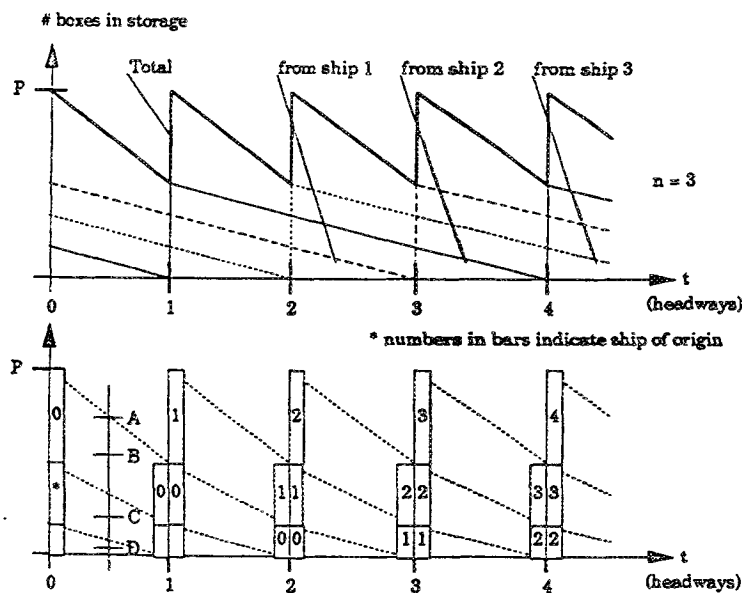 # boxes in storage
Total
from ship 1
from ship 2
from ship 3
P
n = 3
t
0
1
2
3
4
(headways)
* numbers in bars indicate ship of origin
P
0
1
2
3
4
A
B
*
0 0
1 1
2 2
3 3
C
D
0 0
1 1
2 2
t
0
1
2
3
4
(headways)